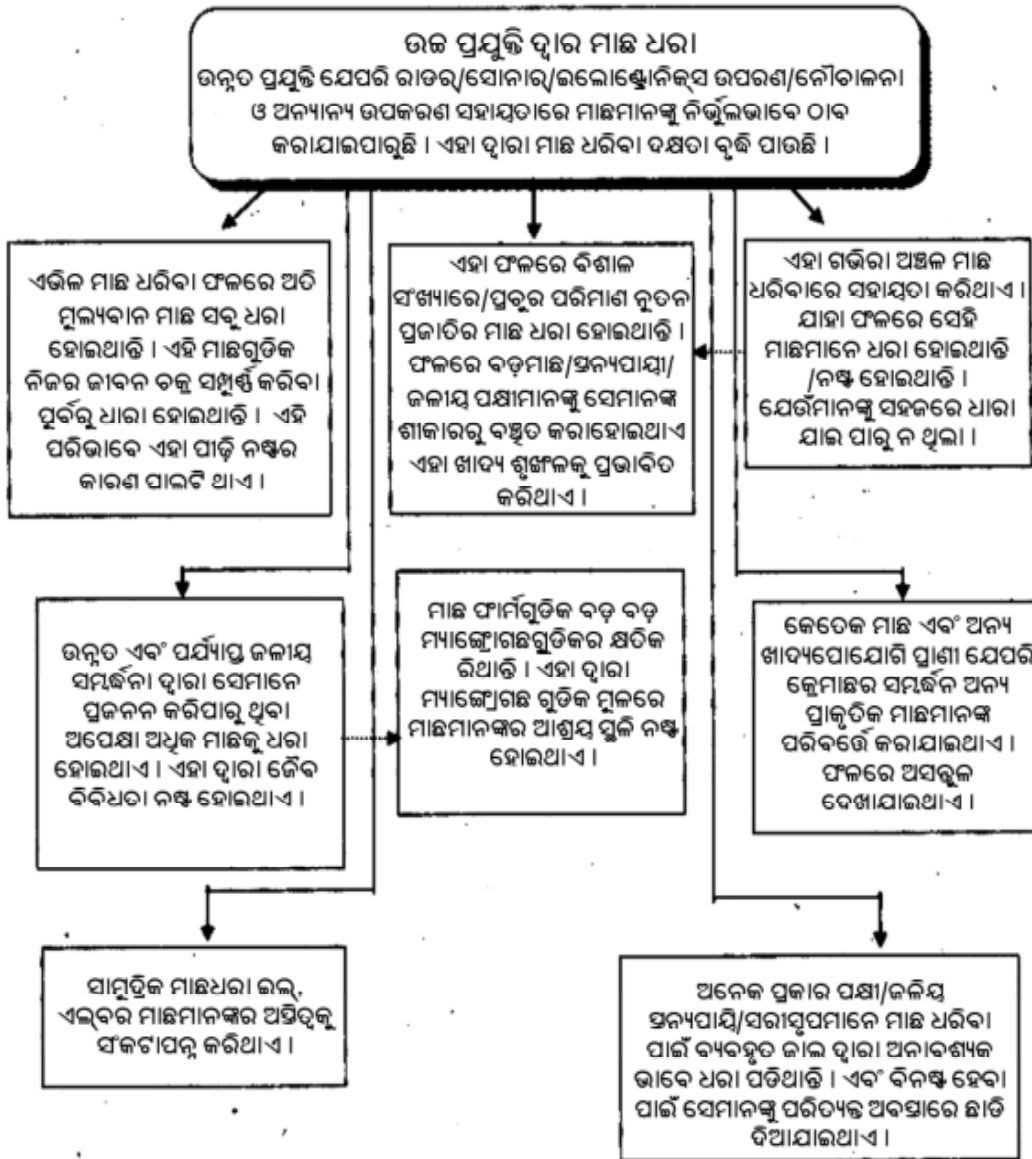 ଉଚ୍ଚ ପ୍ରଯୁକ୍ତି ଦ୍ୱାର ମାଛ ଧରା
ଉନ୍ନତ ପ୍ରଯୁକ୍ତି ଯେପରି ରାଡର୍/ସୋନାର୍/ଇଲୋକ୍ଟ୍ରୋନିକ୍ସ ଉପରଣ/ନୌଚାଳନା
ଓ ଅନ୍ୟାନ୍ୟ ଉପକରଣ ସହାୟତାରେ ମାଛମାନଙ୍କୁ ନିର୍ଭୁଲଭାବେ ଠାବ
କରାଯାଇପାରୁଛି । ଏହା ଦ୍ୱାରା ମାଛ ଧରିବା ଦକ୍ଷତା ବୃଦ୍ଧି ପାଉଛି ।
ଏଭିଳ ମାଛ ଧରିବା ଫଳରେ ଅତି
ମୂଲ୍ୟବାନ ମାଛ ସବୁ ଧରା
ହୋଇଥାନ୍ତି । ଏହି ମାଛଗୁଡିକ
ନିଜର ଜୀବନ ଚକ୍ର ସମ୍ପୂର୍ଣ୍ଣ କରିବା
ପୂର୍ବରୁ ଧାରା ହୋଇଥାନ୍ତି । ଏହି
ପରିଭାବେ ଏହା ପୀଢ଼ି ନଷ୍ଟର
କାରଣ ପାଲଟି ଥାଏ ।
ଏହା ଫଳରେ ବିଶାଳ
ସଂଖ୍ୟାରେ/ପ୍ରଚୁର ପରିମାଣ ନୂତନ
ପ୍ରଜାତିର ମାଛ ଧରା ହୋଇଥାନ୍ତି ।
ଫଳରେ ବଡ଼ମାଛ/ସ୍ତନ୍ୟପାୟୀ/
ଜଳୀୟ ପକ୍ଷୀମାନଙ୍କୁ ସେମାନଙ୍କ
ଶୀକାରରୁ ବଞ୍ଚିତ କରାହୋଇଥାଏ
ଏହା ଖାଦ୍ୟ ଶୃଙ୍ଖଳକୁ ପ୍ରଭାବିତ
କରିଥାଏ ।
ଏହା ଗଭିରା ଅଞ୍ଚଳ ମାଛ
ଧରିବାରେ ସହାୟତା କରିଥାଏ ।
ଯାହା ଫଳରେ ସେହି
ମାଛମାନେ ଧରା ହୋଇଥାନ୍ତି
/ନଷ୍ଟ ହୋଇଥାନ୍ତି ।
ଯେଉଁମାନଙ୍କୁ ସହଜରେ ଧାରା
ଯାଇ ପାରୁ ନ ଥିଲା ।
ଉନ୍ନତ ଏବଂ ପର୍ଯ୍ୟାପ୍ତ ଜଳୀୟ
ସମ୍ବର୍ଦ୍ଧନା ଦ୍ୱାରା ସେମାନେ
ପ୍ରଜନନ କରିପାରୁ ଥିବା
ଅପେକ୍ଷା ଅଧିକ ମାଛକୁ ଧରା
ହୋଇଥାଏ । ଏହା ଦ୍ୱାରା ଜୈବ
ବିବିଧତା ନଷ୍ଟ ହୋଇଥାଏ ।
ମାଛ ଫାର୍ମଗୁଡିକ ବଡ଼ ବଡ଼
ମ୍ୟାଙ୍ଗ୍ରୋଗଛଗୁଡିକର କ୍ଷତିକ
ରିଥାନ୍ତି । ଏହା ଦ୍ୱାରା
ମ୍ୟାଙ୍ଗ୍ରୋଗଛ ଗୁଡିକ ମୂଳରେ
ମାଛମାନଙ୍କର ଆଶ୍ରୟ ସ୍ଥଳି ନଷ୍ଟ
ହୋଇଥାଏ ।
କେତେକ ମାଛ ଏବଂ ଅନ୍ୟ
ଖାଦ୍ୟପୋଯୋଗି ପ୍ରାଣୀ ଯେପରି
କ୍ରେମାଛର ସମ୍ବର୍ଦ୍ଧନ ଅନ୍ୟ
ପ୍ରାକୃତିକ ମାଛମାନଙ୍କ
ପରିବର୍ତ୍ତେ କରାଯାଇଥାଏ ।
ଫଳରେ ଅସନ୍ତୁଳ
ଦେଖାଯାଇଥାଏ ।
ସାମୂଦ୍ରିକ ମାଛଧରା ଇଲ୍,
ଏଲ୍‌ବର ମାଛମାନଙ୍କର ଅସ୍ତିତ୍ୱକୁ
ସଂକଟାପନ୍ନ କରିଥାଏ ।
ଅନେକ ପ୍ରକାର ପକ୍ଷୀ/ଜଳିୟ
ସ୍ତନ୍ୟପାୟି/ସରୀସୃପମାନେ ମାଛ ଧରିବା
ପାଇଁ ବ୍ୟବହୃତ ଜାଲ ଦ୍ୱାରା ଅନାବଶ୍ୟକ
ଭାବେ ଧରା ପଡିଥାନ୍ତି । ଏବଂ ବିନଷ୍ଟ ହେବା
ପାଇଁ ସେମାନଙ୍କୁ ପରିତ୍ୟକ୍ତ ଅବସ୍ତାରେ ଛାଡି
ଦିଆଯାଇଥାଏ ।